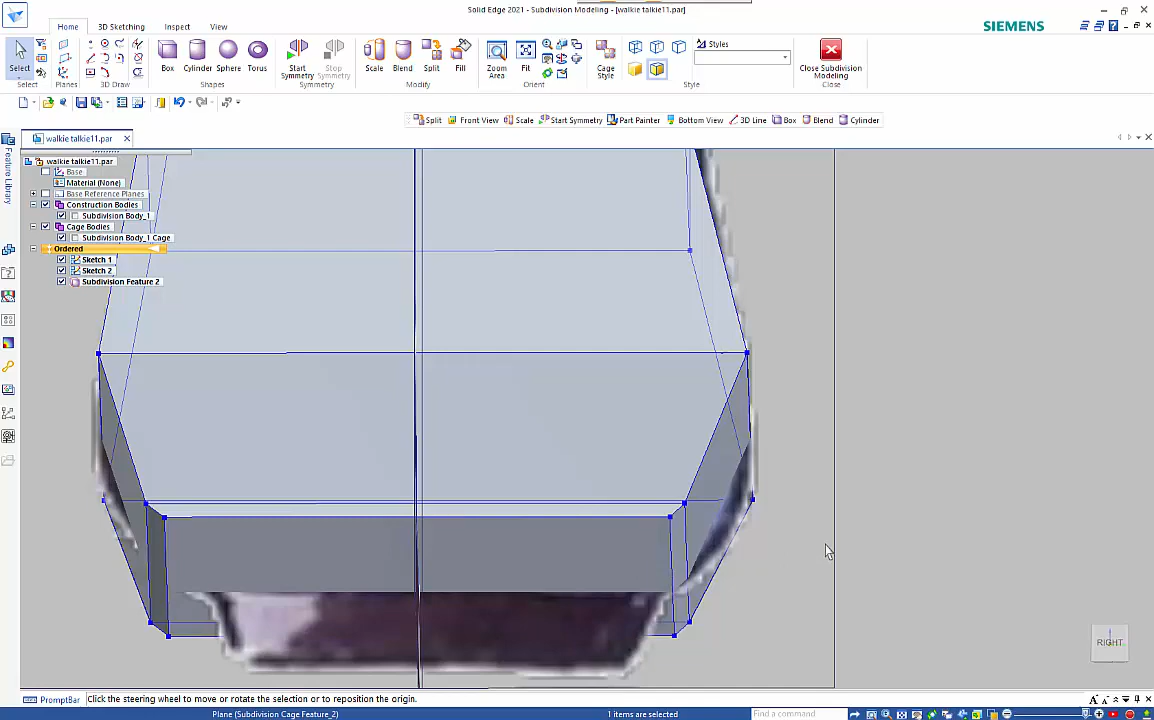 Solid Edge 2021 - Subdivision Modeling - [walkie talkie11.par]
Home 3D Sketching Inspect View
SIEMENS
Select Box Cylinder Sphere Torus Start Symmetry Stop Symmetry Scale Blend Split Fill Zoom Area Fit Cage Style Styles Close Subdivision Modeling
Select Planes 3D Draw Shapes Symmetry Modify Orient Style Close
Split Front View Scale Start Symmetry Part Painter Bottom View 3D Line Box Blend Cylinder
walkie talkie11.par
Feature Library
walkie talkie11.par
Base
Material (None)
Base Reference Planes
Construction Bodies
Subdivision Body_1
Cage Bodies
Subdivision Body_1 Cage
Ordered
Sketch 1
Sketch 2
Subdivision Feature 2
RIGHT
PromptBar Click the steering wheel to move or rotate the selection or to reposition the origin.
Plane (Subdivision Cage Feature_2) 1 items are selected Find a command